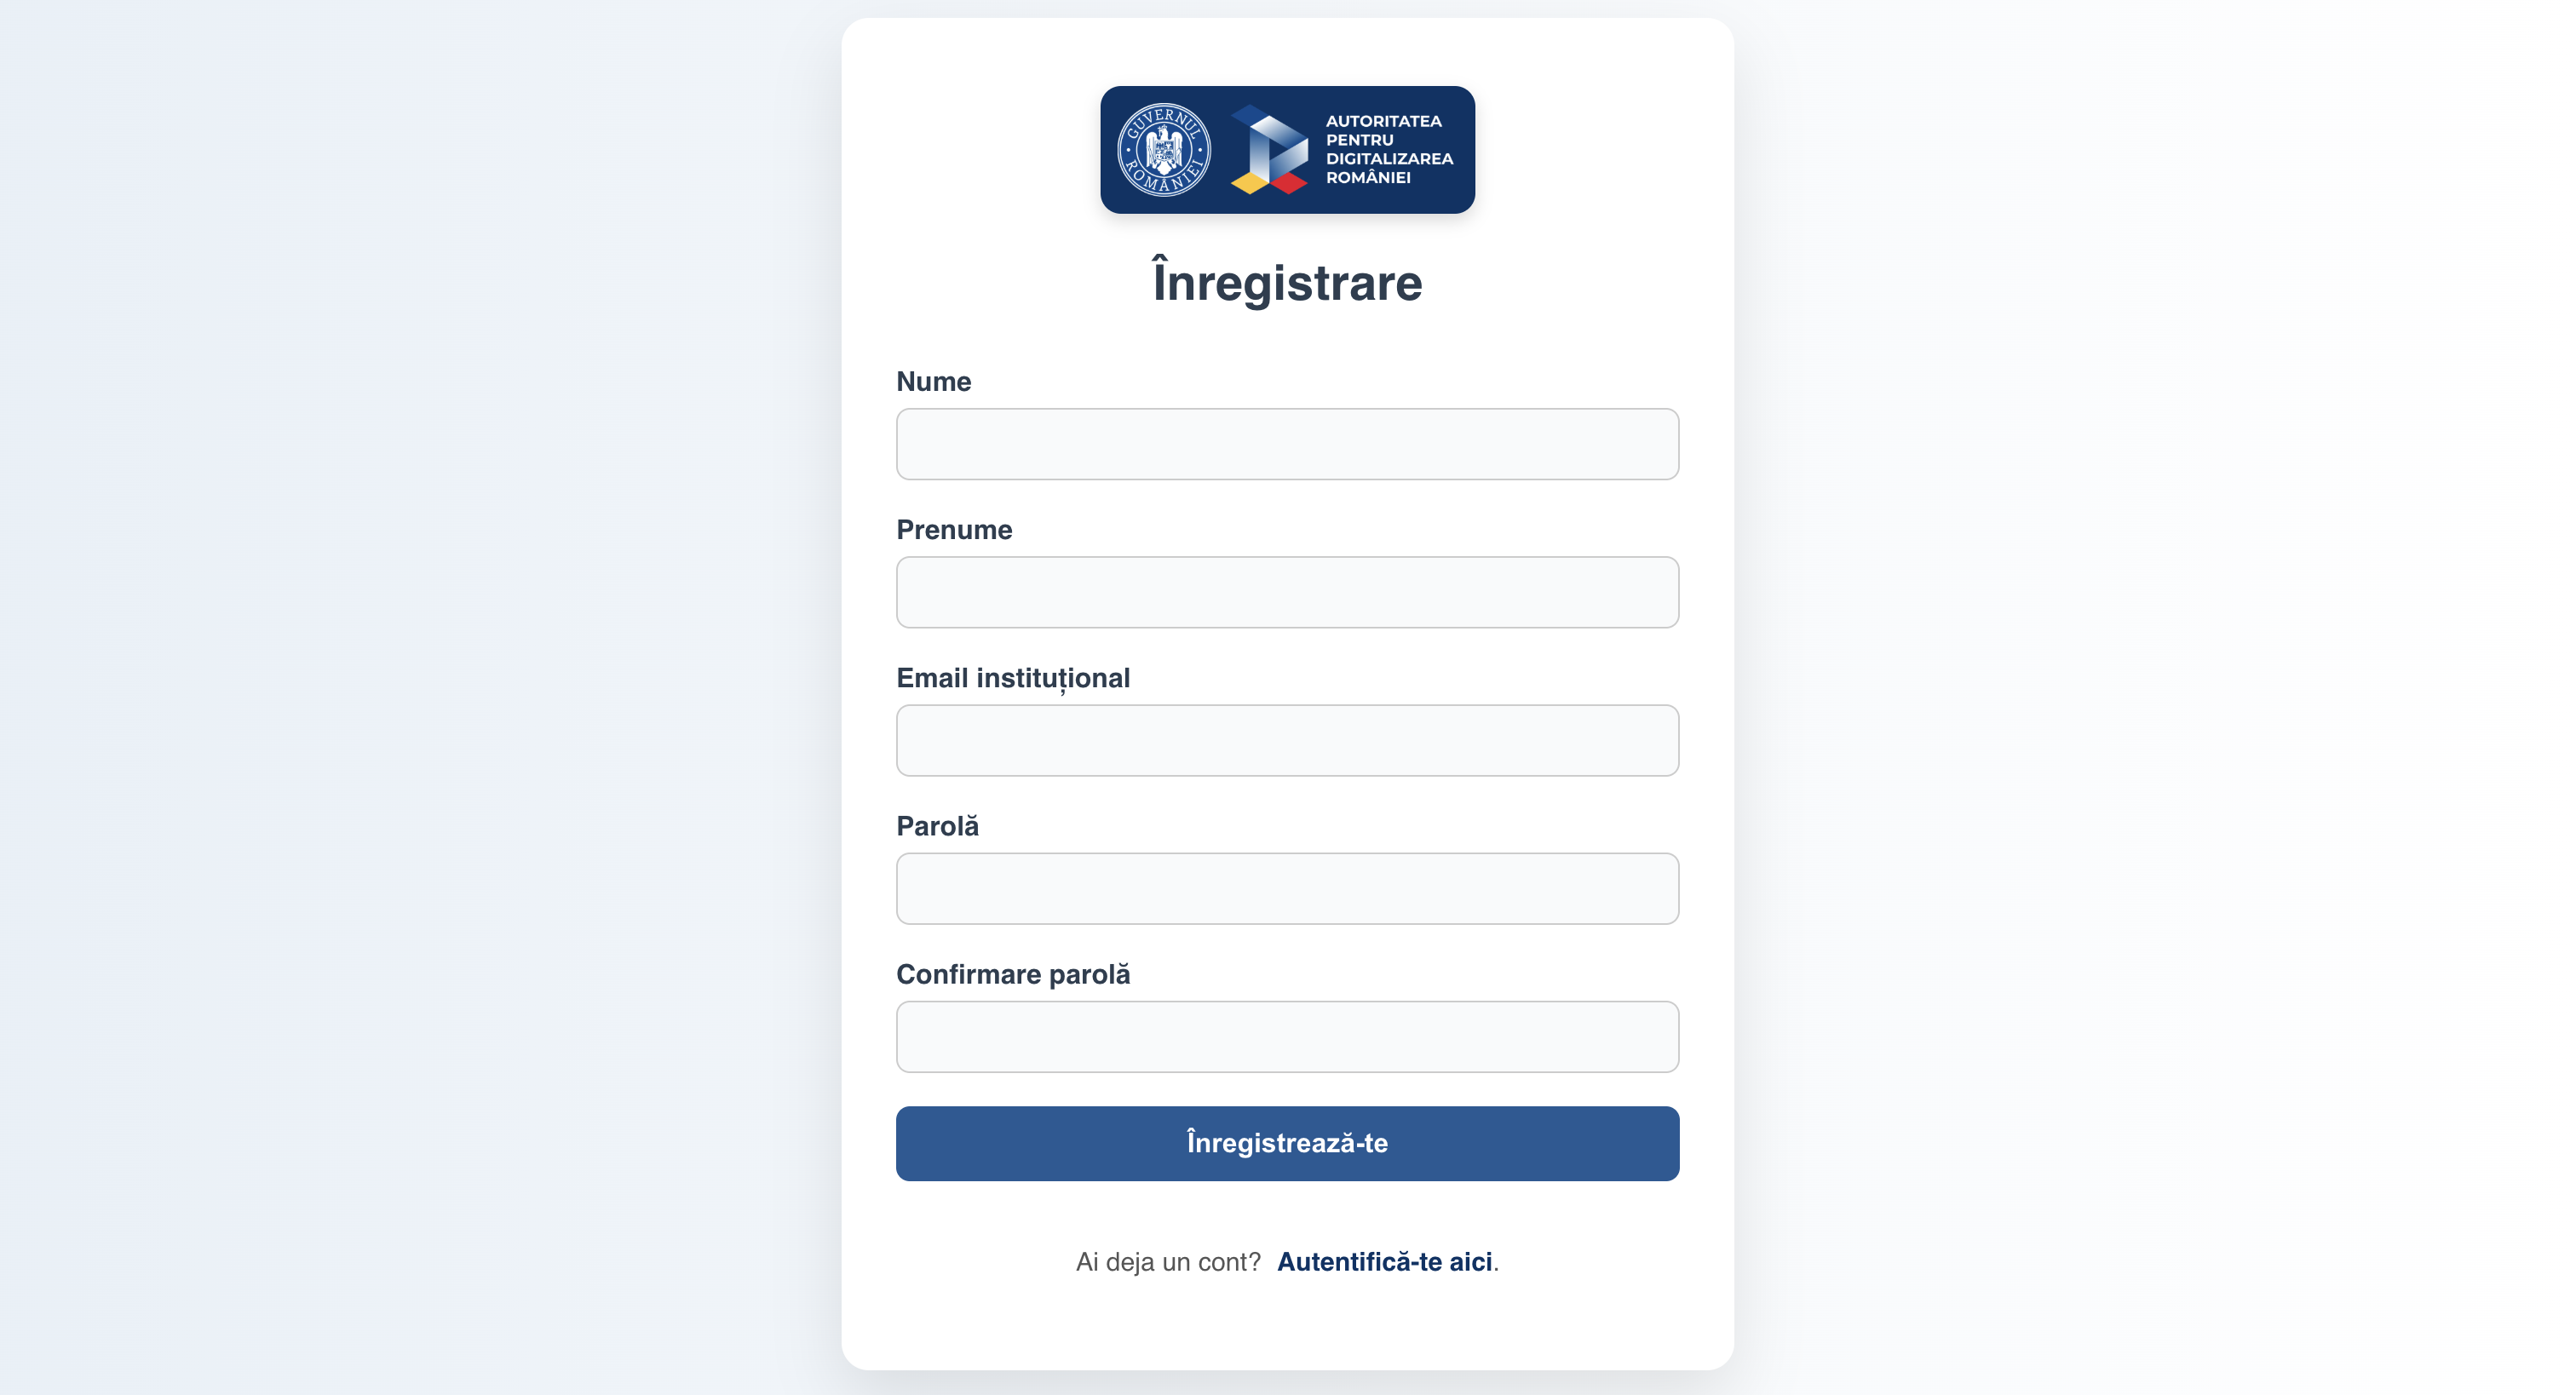 GUVERNUL ROMÂNIEI
AUTORITATEA
PENTRU
DIGITALIZAREA
ROMÂNIEI
Înregistrare
Nume
Prenume
Email instituțional
Parolă
Confirmare parolă
Înregistrează-te
Ai deja un cont? Autentifică-te aici.